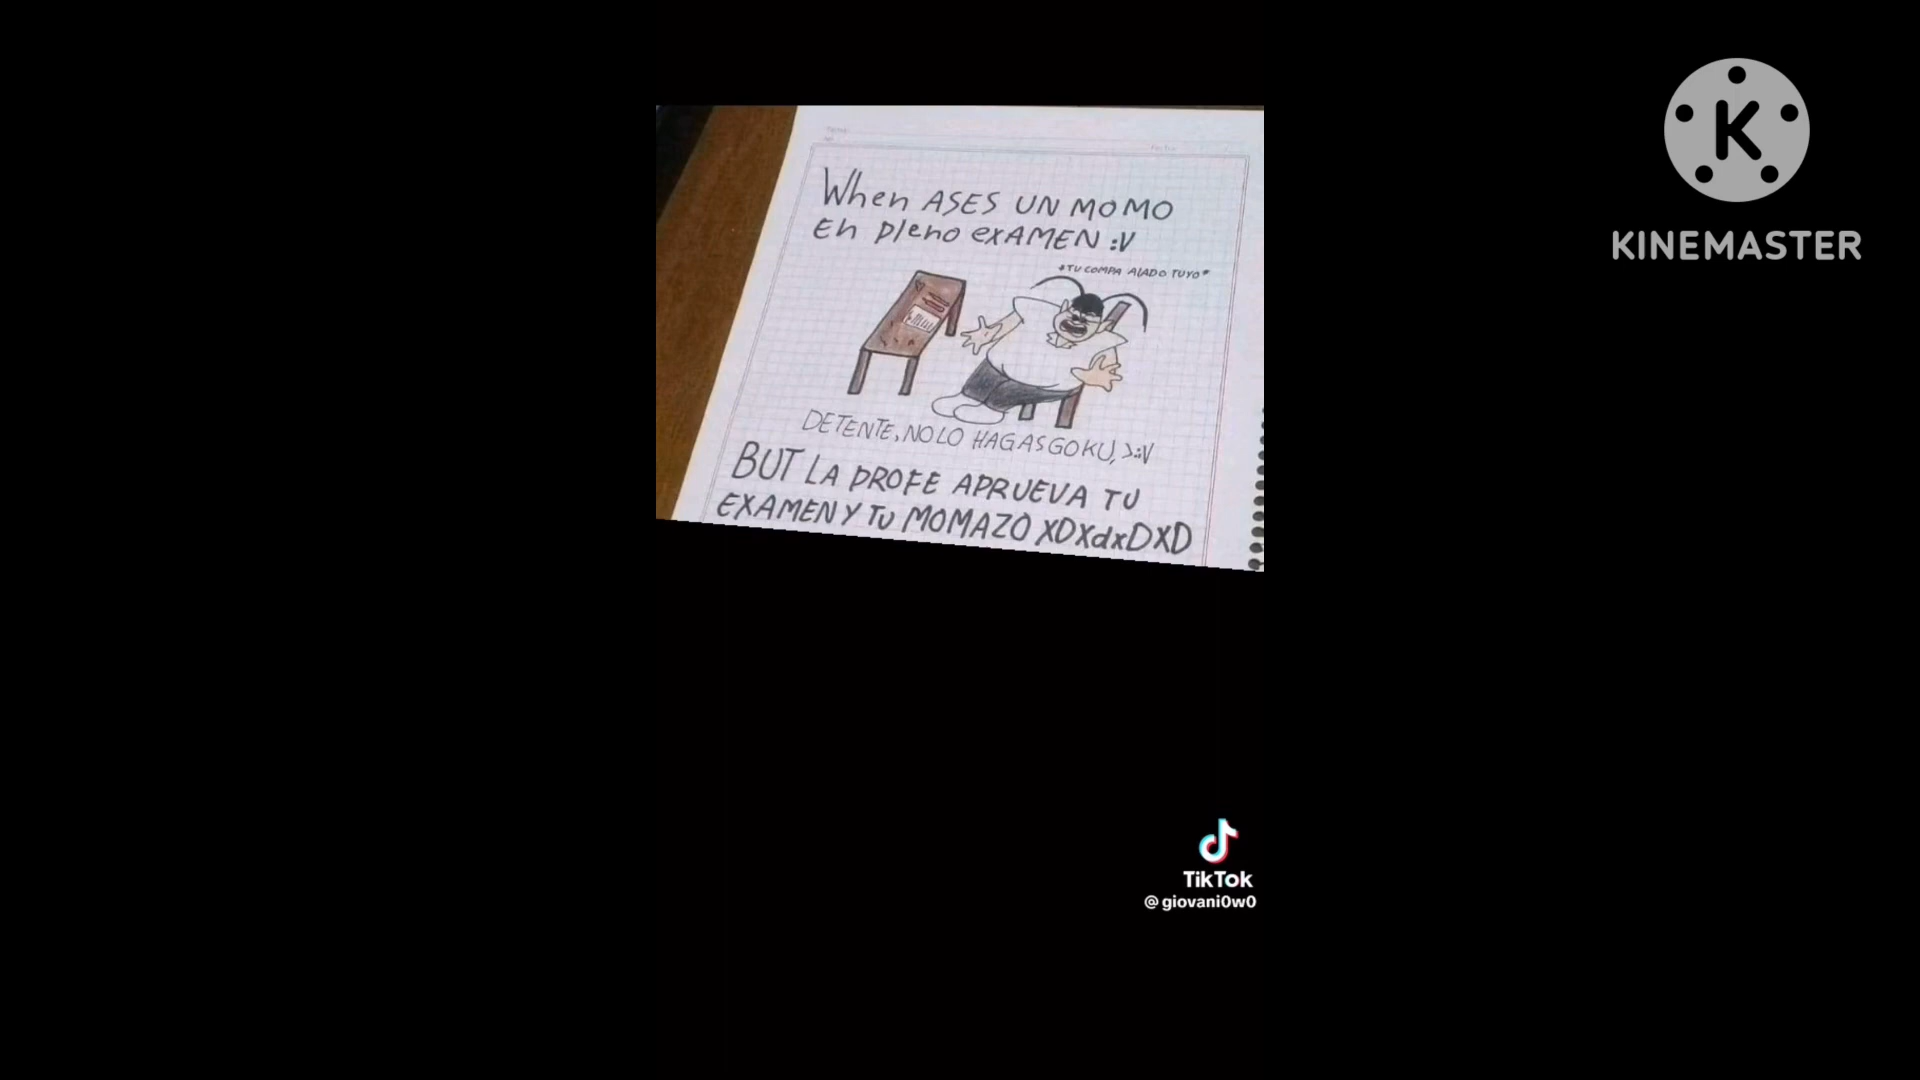 When ASES UN MOMO
En pleno exAMEN :V
*TU COMPA ALADO TUYO*
DETENTE, NO LO HAGAS GOKU, >:V
BUT LA PROFE APRUEVA TU
EXAMEN Y TU MOMAZO XDXdxDXD
K
KINEMASTER
TikTok
@giovani0w0